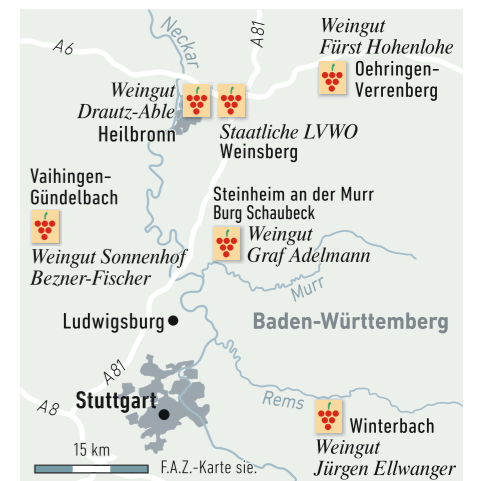 Neckar
A6
A81
Weingut
Fürst Hohenlohe
Oehringen-
Verrenberg
Weingut
Drautz-Able
Heilbronn
Staatliche LVWO
Weinsberg
Vaihingen-
Gündelbach
Weingut Sonnenhof
Bezner-Fischer
Steinheim an der Murr
Burg Schaubeck
Weingut
Graf Adelmann
Murr
Ludwigsburg
Baden-Württemberg
A81
A8
Stuttgart
Rems
Winterbach
Weingut
Jürgen Ellwanger
15 km
F.A.Z.-Karte sie.